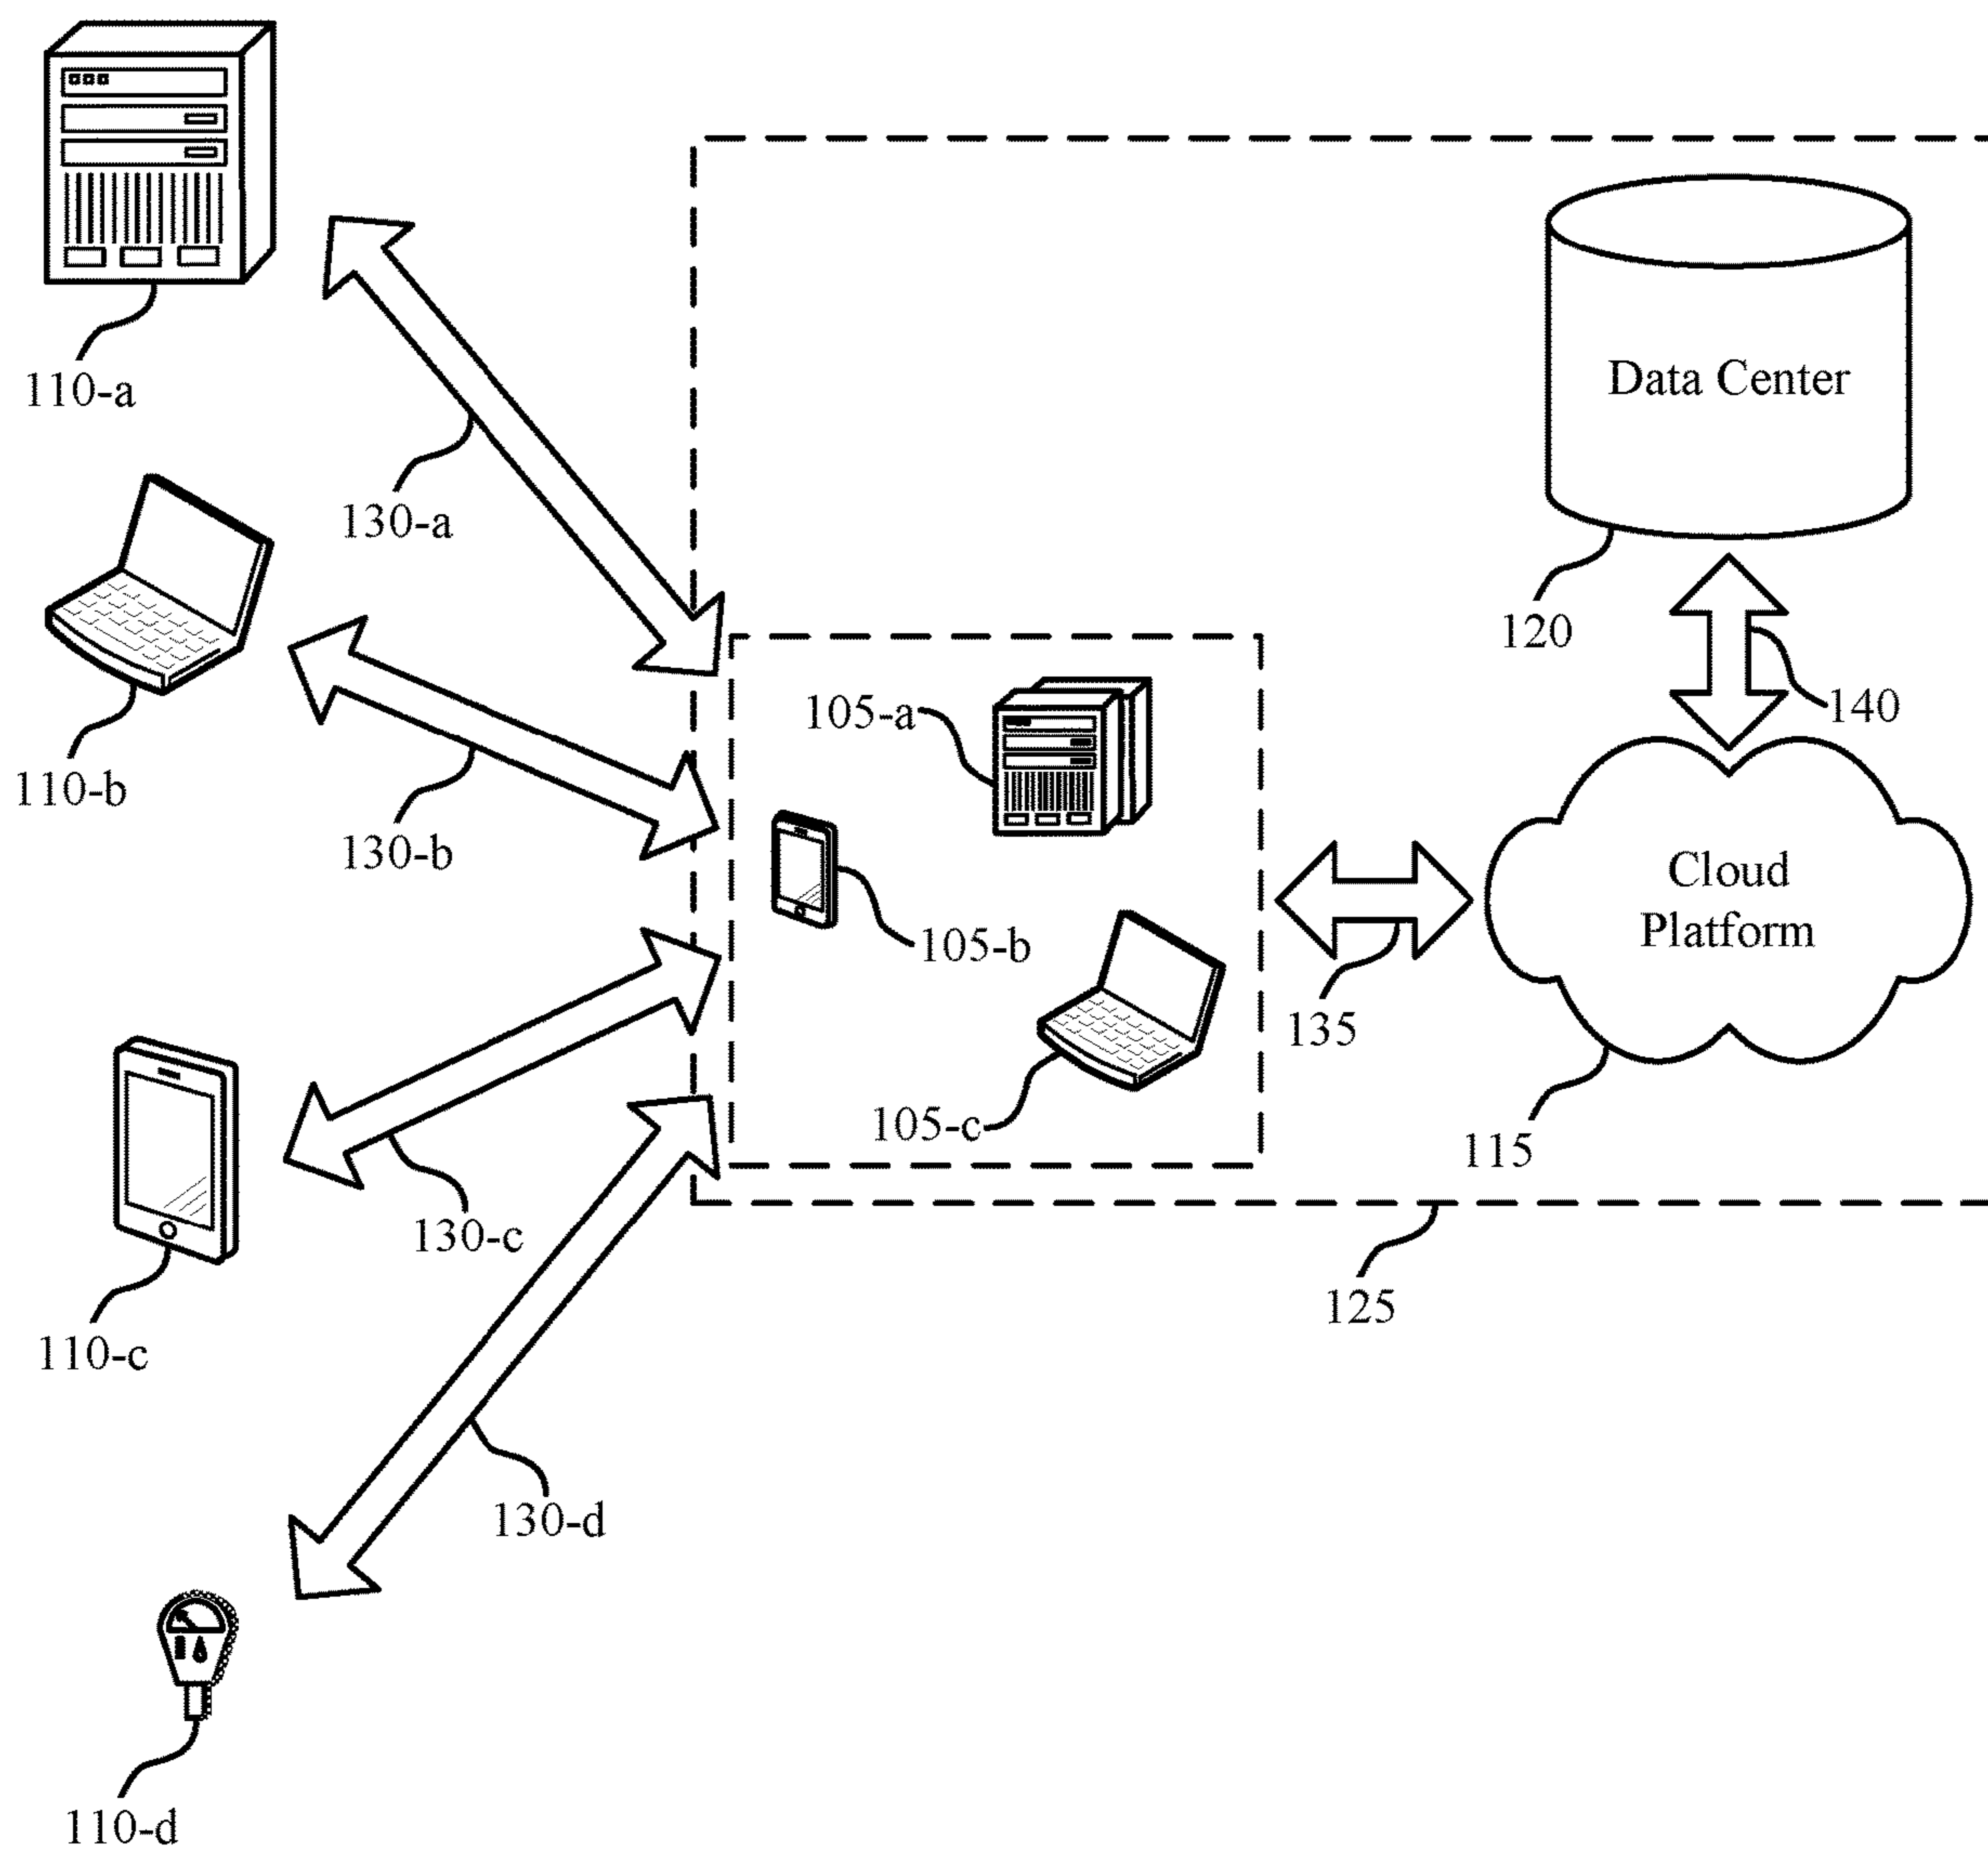 110-a
130-a
Data Center
120
140
105-a
110-b
130-b
Cloud
Platform
105-b
135
105-c
115
130-c
125
110-c
130-d
110-d